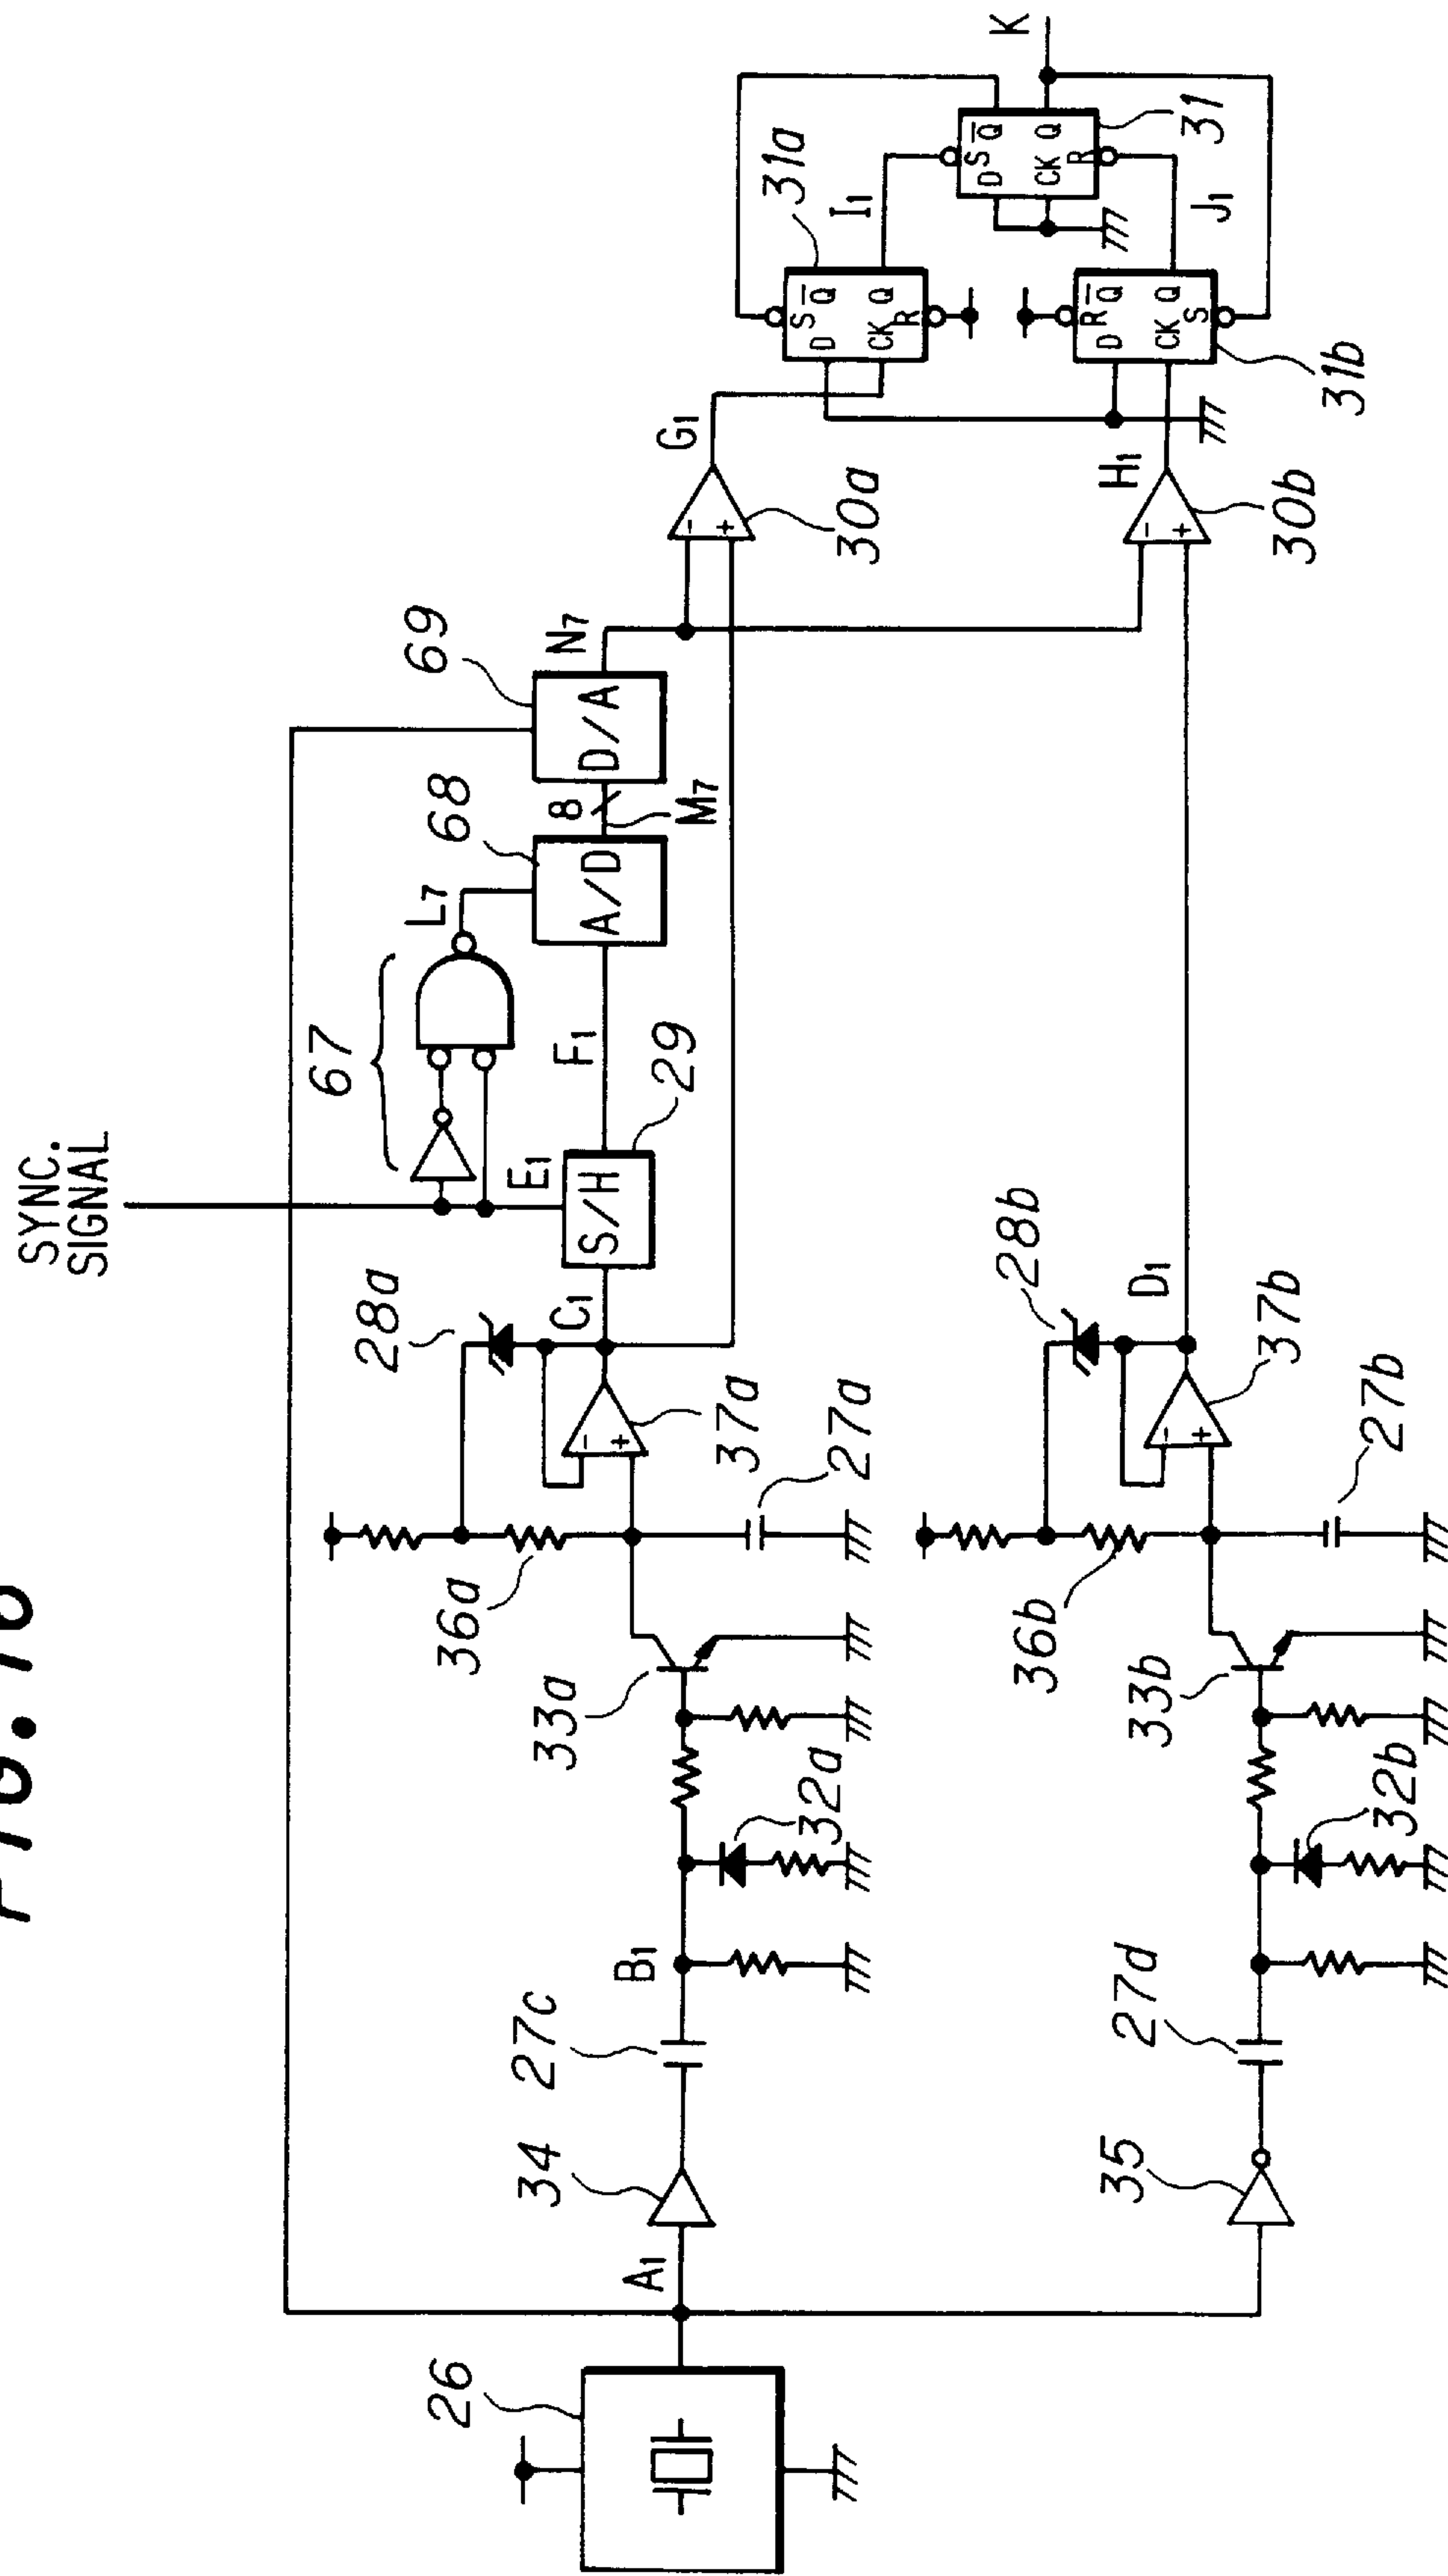 SYNC.
SIGNAL
67
L7
68
69
28a
E1
S/H
29
F1
A/D
8
M7
D/A
N7
26
A1
34
27c
B1
32a
33a
36a
27a
37a
-
+
C1
G1
-
+
30a
31a
S
D
Q̅
CK
Q
R
I1
31
S
D
Q̅
CK
Q
R
K
35
27d
32b
33b
36b
27b
37b
-
+
28b
D1
H1
-
+
30b
31b
R
D
Q̅
CK
Q
S
J1